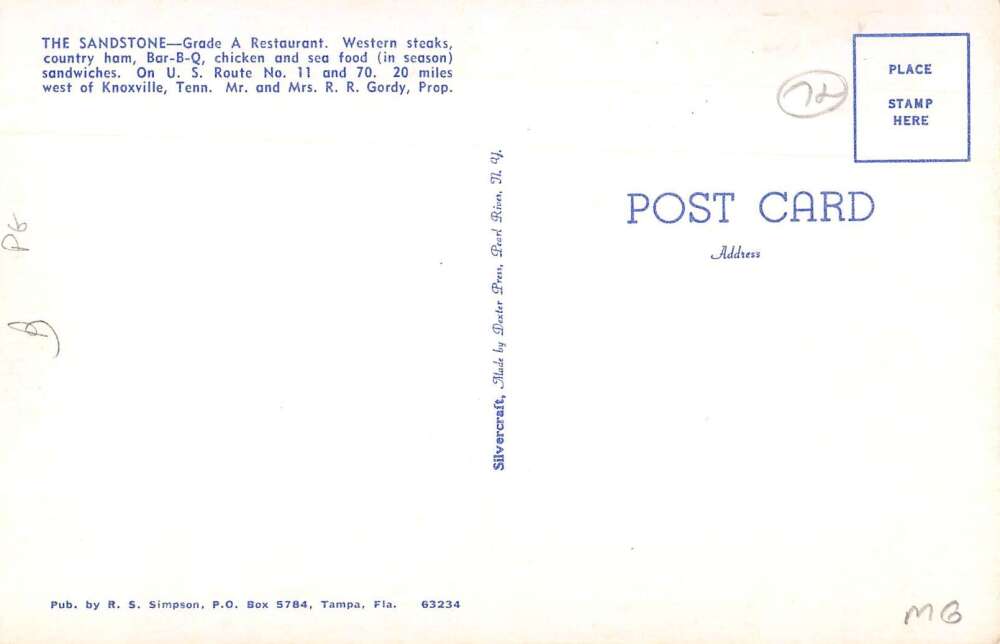 THE SANDSTONE—Grade A Restaurant. Western steaks,
country ham, Bar-B-Q, chicken and sea food (in season)
sandwiches. On U. S. Route No. 11 and 70. 20 miles
west of Knoxville, Tenn. Mr. and Mrs. R. R. Gordy, Prop.
PLACE
STAMP
HERE
POST CARD
Address
Silvercraft, Made by Dexter Press, Pearl River, N. Y.
Pub. by R. S. Simpson, P.O. Box 5784, Tampa, Fla. 63234
MB